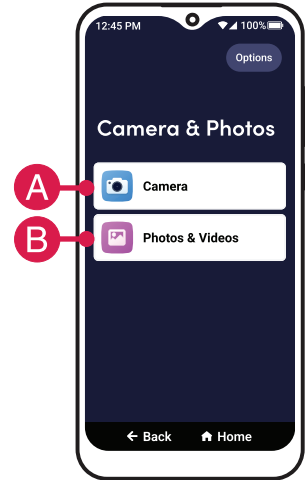 12:45 PM 100%
Options
Camera & Photos
A Camera
B Photos & Videos
Back Home